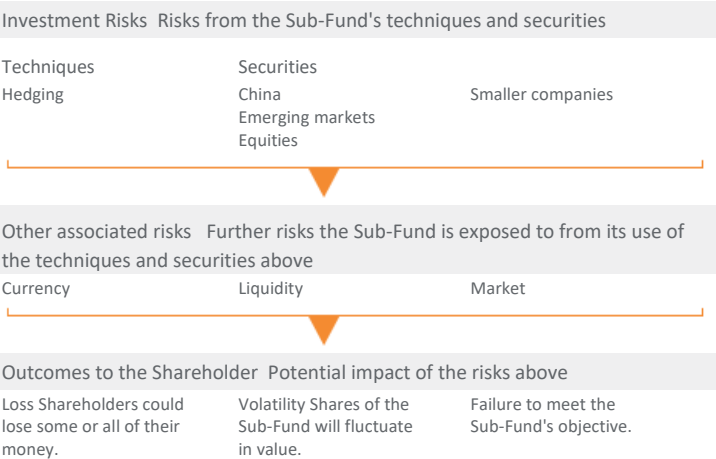 Investment Risks Risks from the Sub-Fund's techniques and securities
Techniques
Securities
Hedging
China
Smaller companies
Emerging markets
Equities
Other associated risks Further risks the Sub-Fund is exposed to from its use of
the techniques and securities above
Currency
Liquidity
Market
Outcomes to the Shareholder Potential impact of the risks above
Loss Shareholders could
lose some or all of their
money.
Volatility Shares of the
Sub-Fund will fluctuate
in value.
Failure to meet the
Sub-Fund's objective.